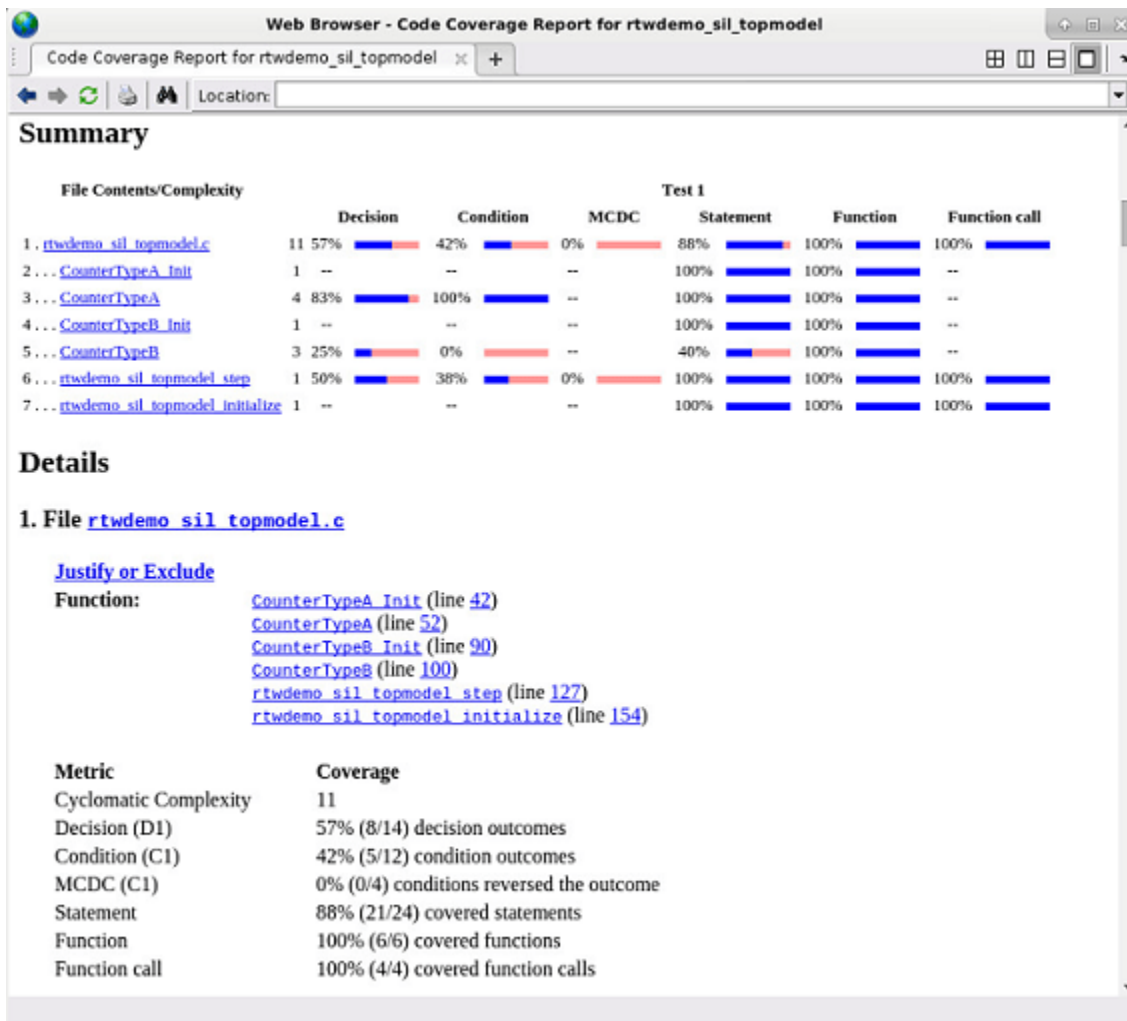 Web Browser - Code Coverage Report for rtwdemo_sil_topmodel
Code Coverage Report for rtwdemo_sil_topmodel
Location:
Summary
File Contents/Complexity Test 1
Decision Condition MCDC Statement Function Function call
1 . rtwdemo_sil_topmodel.c 11 57% 42% 0% 88% 100% 100%
2 . . . CounterTypeA_Init 1 -- -- -- 100% 100% --
3 . . . CounterTypeA 4 83% 100% -- 100% 100% --
4 . . . CounterTypeB_Init 1 -- -- -- 100% 100% --
5 . . . CounterTypeB 3 25% 0% -- 40% 100% --
6 . . . rtwdemo_sil_topmodel_step 1 50% 38% 0% 100% 100% 100%
7 . . . rtwdemo_sil_topmodel_initialize 1 -- -- -- 100% 100% 100%
Details
1. File rtwdemo_sil_topmodel.c
Justify or Exclude
Function: CounterTypeA_Init (line 42)
CounterTypeA (line 52)
CounterTypeB_Init (line 90)
CounterTypeB (line 100)
rtwdemo_sil_topmodel_step (line 127)
rtwdemo_sil_topmodel_initialize (line 154)
Metric Coverage
Cyclomatic Complexity 11
Decision (D1) 57% (8/14) decision outcomes
Condition (C1) 42% (5/12) condition outcomes
MCDC (C1) 0% (0/4) conditions reversed the outcome
Statement 88% (21/24) covered statements
Function 100% (6/6) covered functions
Function call 100% (4/4) covered function calls